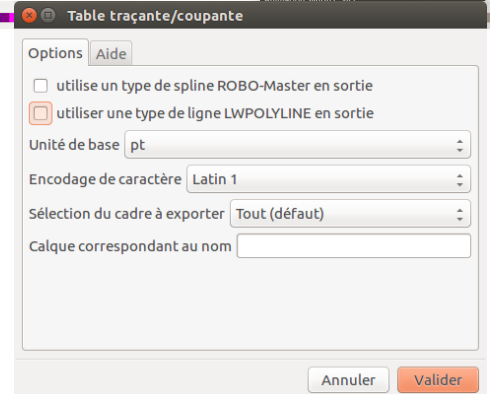 Table traçante/coupante
Options Aide
utilise un type de spline ROBO-Master en sortie
utiliser une type de ligne LWPOLYLINE en sortie
Unité de base pt
Encodage de caractère Latin 1
Sélection du cadre à exporter Tout (défaut)
Calque correspondant au nom
Annuler Valider